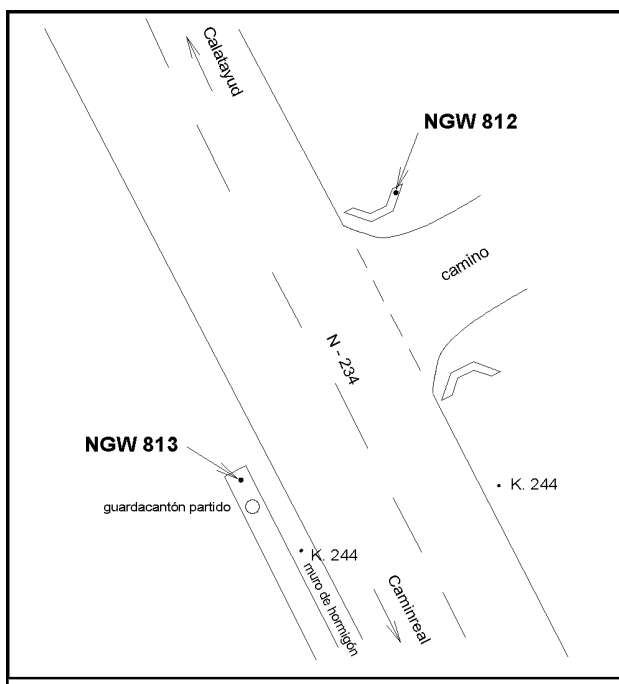 Calatayud
NGW 812
camino
N - 234
NGW 813
guardacantón partido
K. 244
K. 244
muro de hormigón
Caminreal